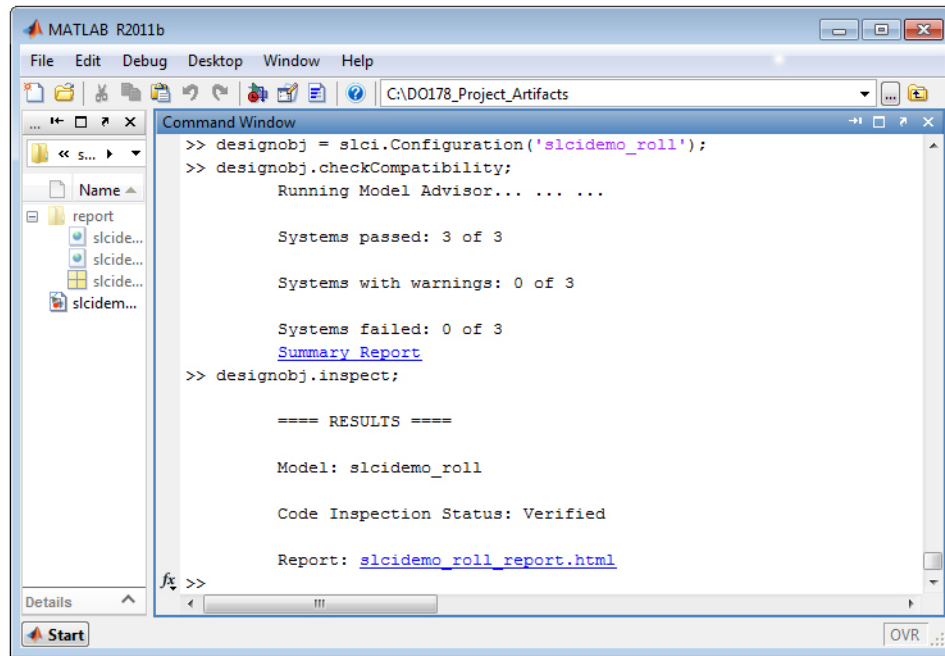 MATLAB R2011b
File Edit Debug Desktop Window Help
C:\DO178_Project_Artifacts
...
Command Window
« s...
Name
report
slcide...
slcide...
slcide...
slcidem...
>> designobj = slci.Configuration('slcidemo_roll');
>> designobj.checkCompatibility;
Running Model Advisor... ... ...
Systems passed: 3 of 3
Systems with warnings: 0 of 3
Systems failed: 0 of 3
Summary Report
>> designobj.inspect;
==== RESULTS ====
Model: slcidemo_roll
Code Inspection Status: Verified
Report: slcidemo_roll_report.html
fx >>
Details
Start
OVR